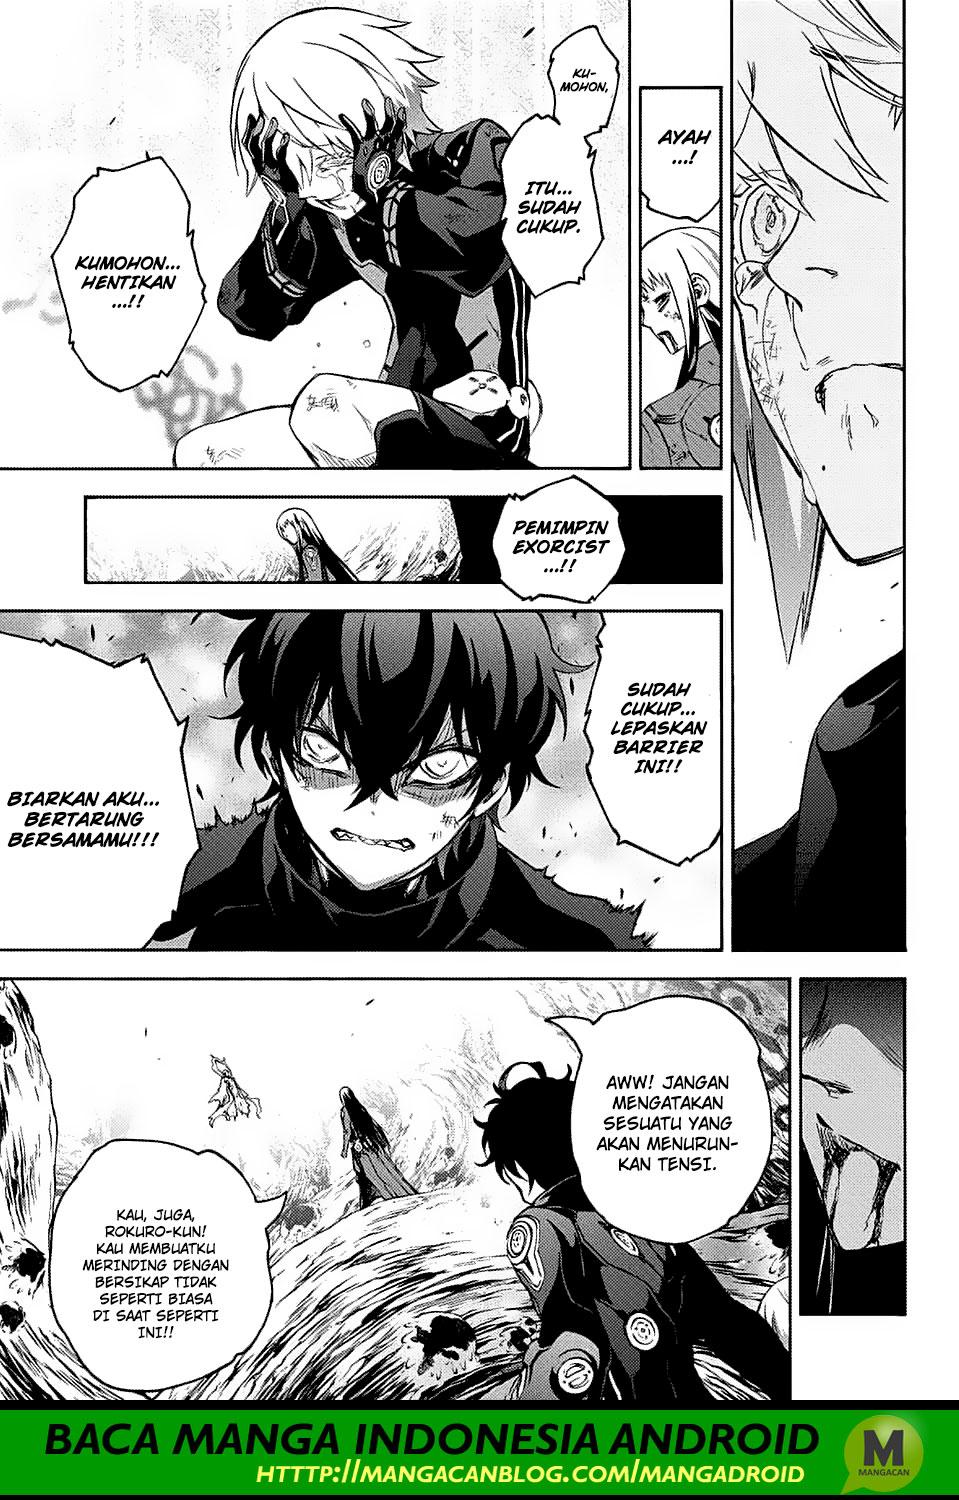 AYAH
...!
KU-
MOHON,
ITU...
SUDAH
CUKUP.
KUMOHON...
HENTIKAN
...!!
PEMIMPIN
EXORCIST
...!!
SUDAH
CUKUP...
LEPASKAN
BARRIER
INI!!
BIARKAN AKU...
BERTARUNG
BERSAMAMU!!!
AWW! JANGAN
MENGATAKAN
SESUATU YANG
AKAN MENURUN-
KAN TENSI.
KAU, JUGA,
ROKURO-KUN!
KAU MEMBUATKU
MERINDING DENGAN
BERSIKAP TIDAK
SEPERTI BIASA
DI SAAT SEPERTI
INI!!
BACA MANGA INDONESIA ANDROID
HTTTP://MANGACANBLOG.COM/MANGADROID
M
MANGACAN